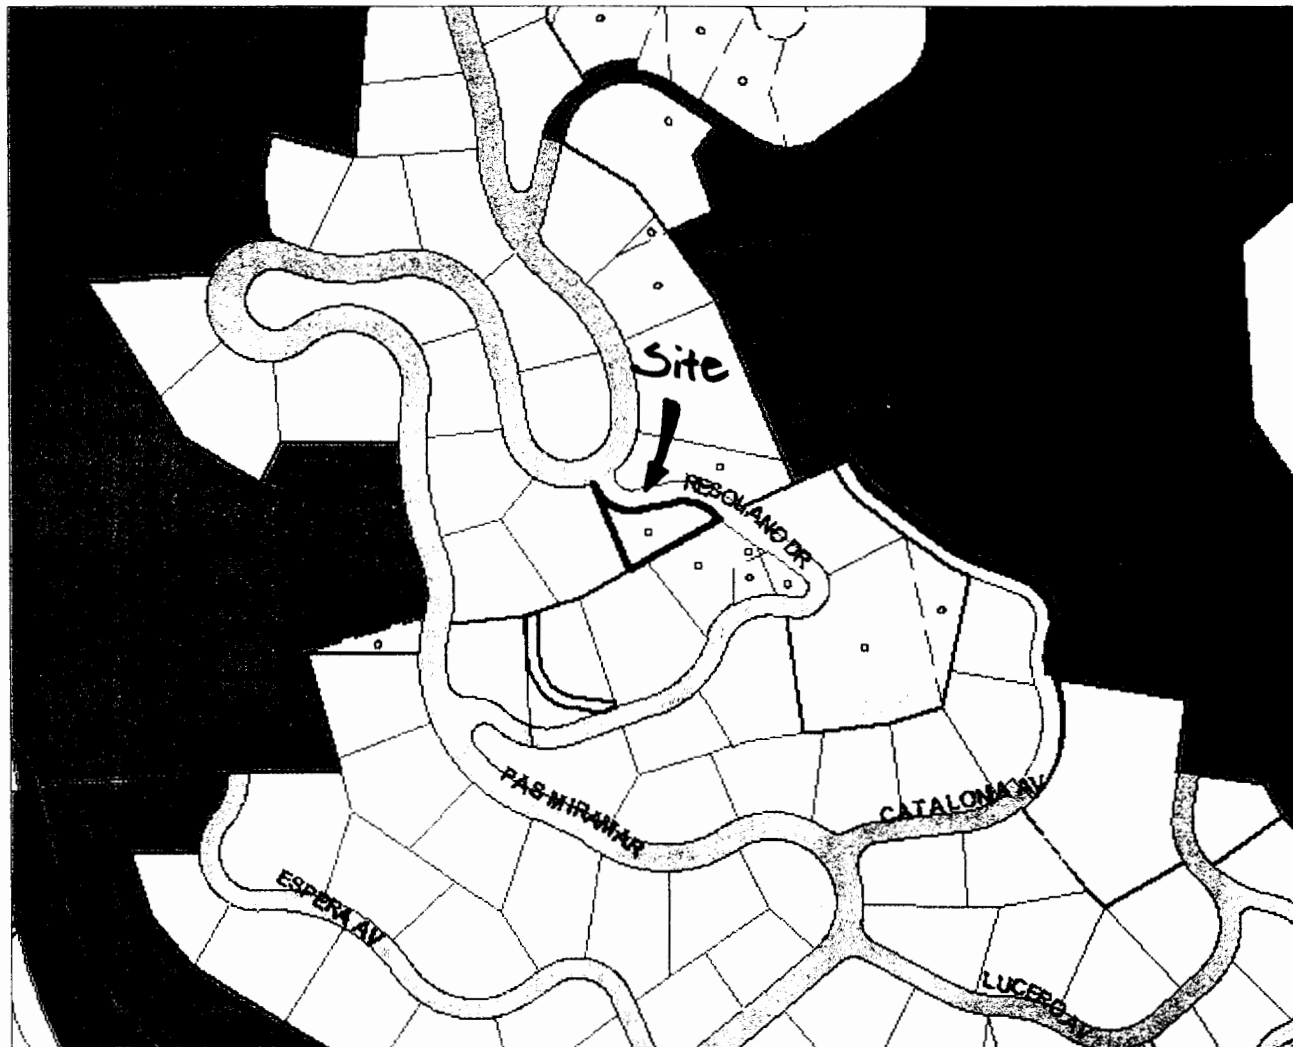 Site
RESOLANO DR
PAS MIRAMAR
CATALONIA AV
ESPERA AV
LUCERO AV